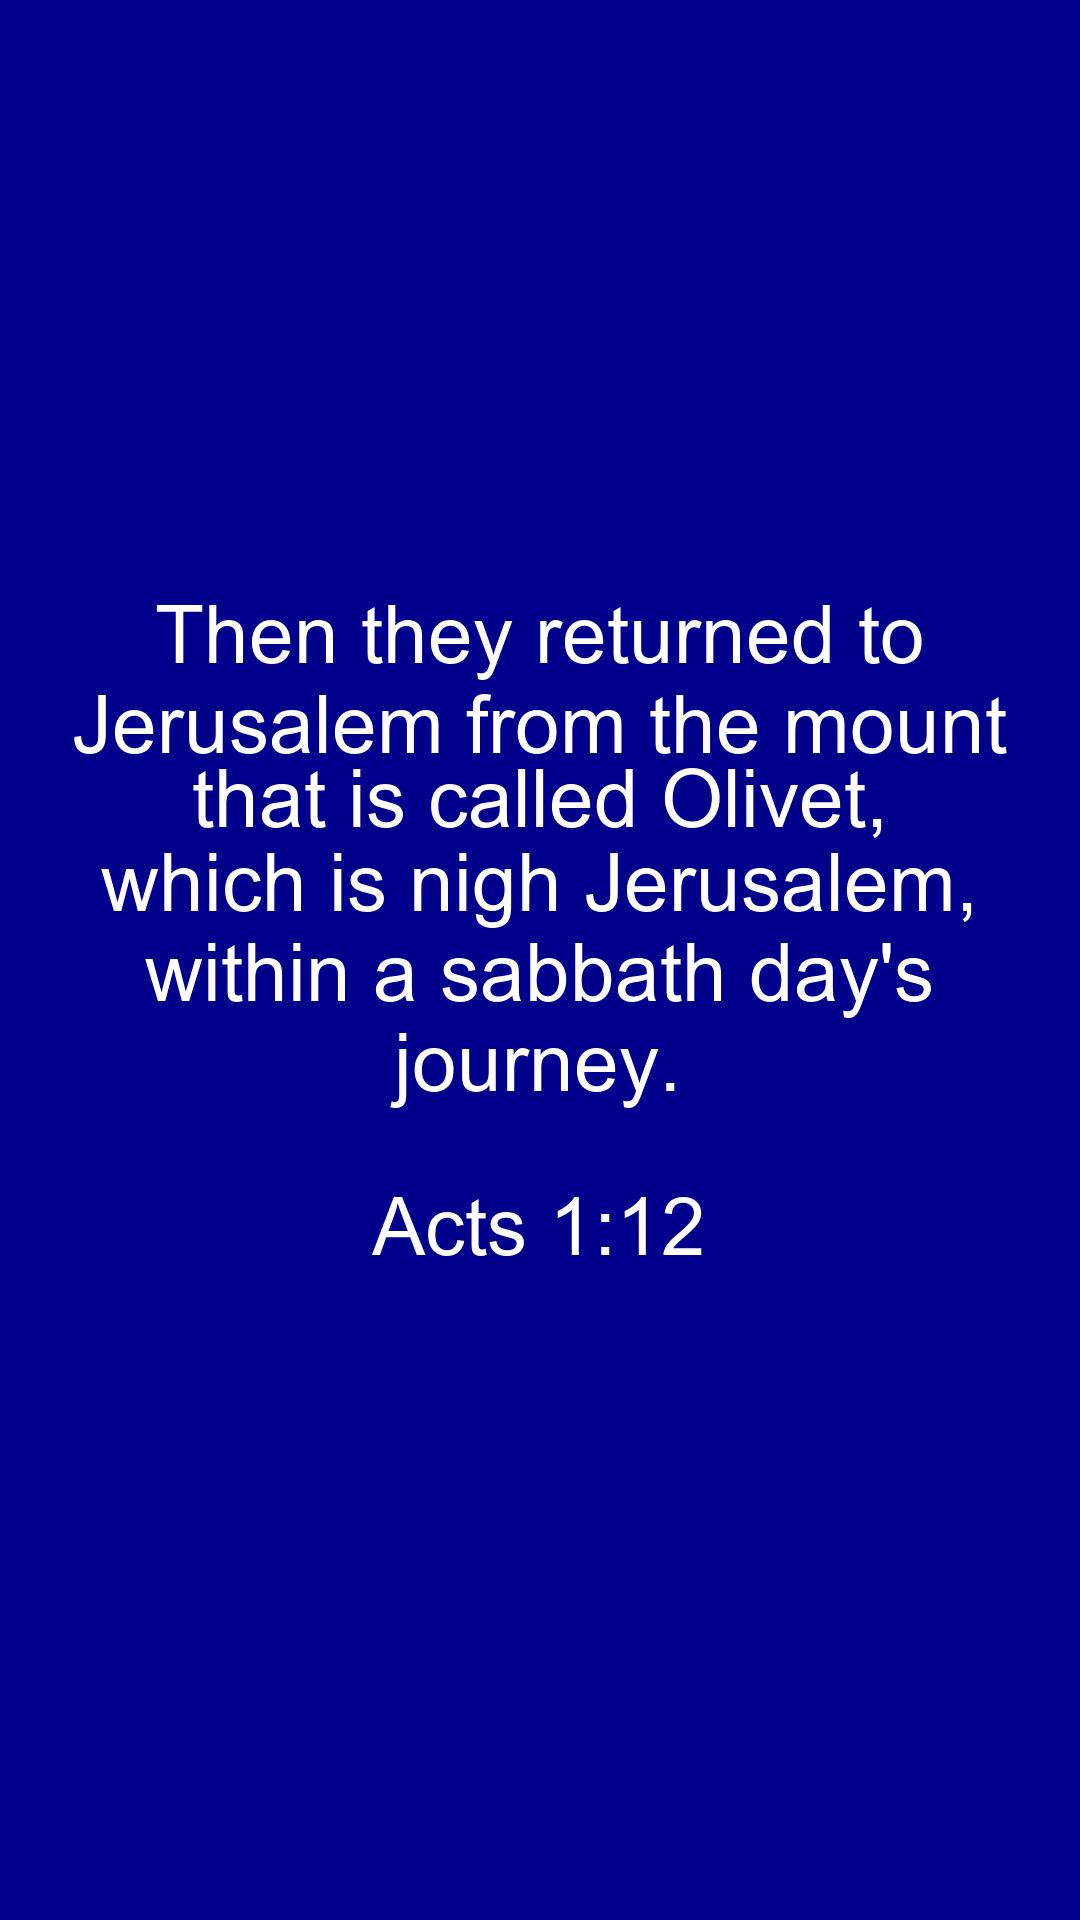 Then they returned to
Jerusalem from the mount
that is called Olivet,
which is nigh Jerusalem,
within a sabbath day's
journey.
Acts 1:12